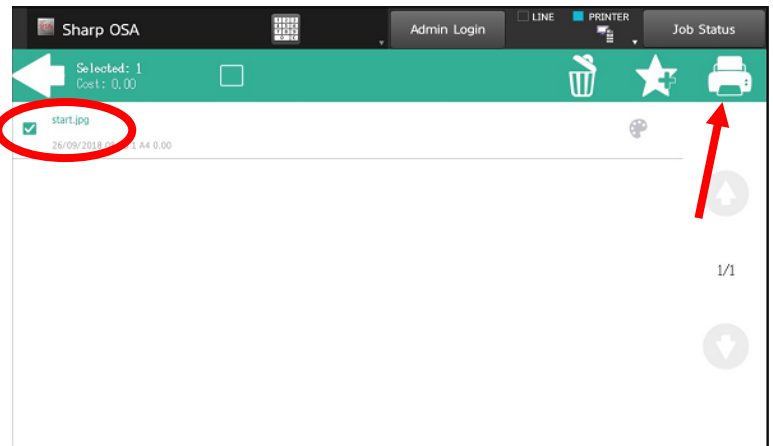 Sharp OSA
Admin Login
LINE
PRINTER
Job Status
Selected: 1
Cost: 0.00
start.jpg
26/09/2018 1 A4 0.00
1/1